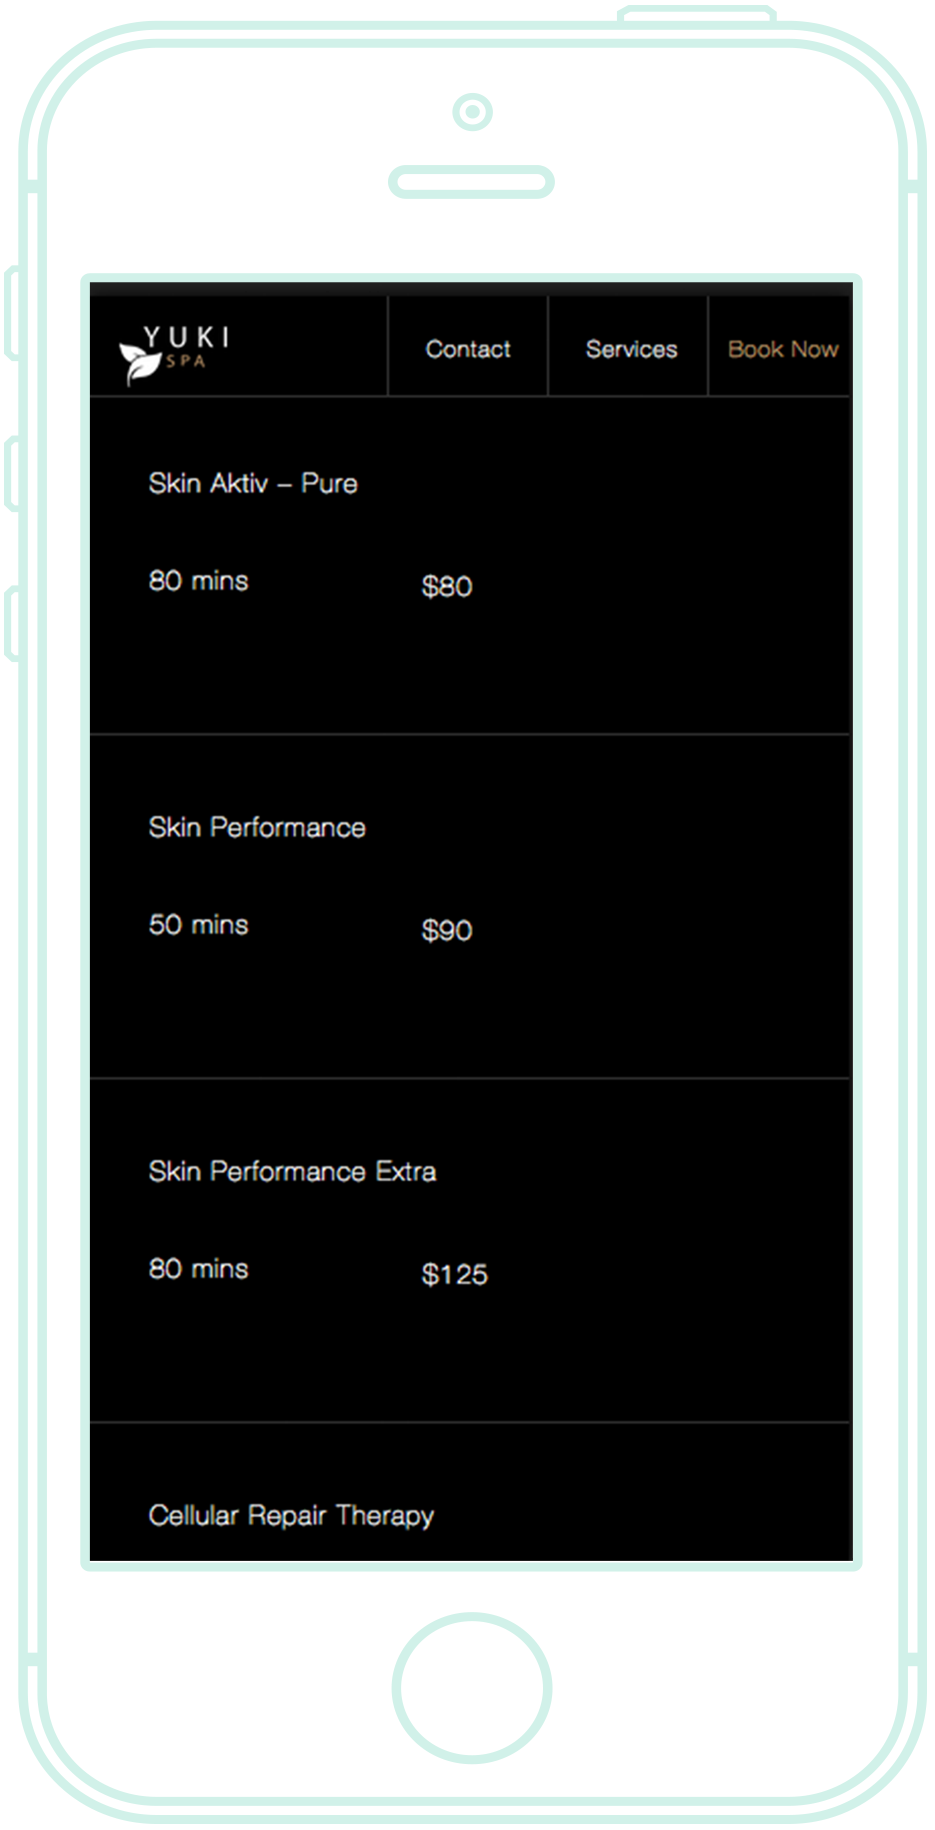 YUKI
SPA
Contact
Services
Book Now
Skin Aktiv – Pure
80 mins
$80
Skin Performance
50 mins
$90
Skin Performance Extra
80 mins
$125
Cellular Repair Therapy